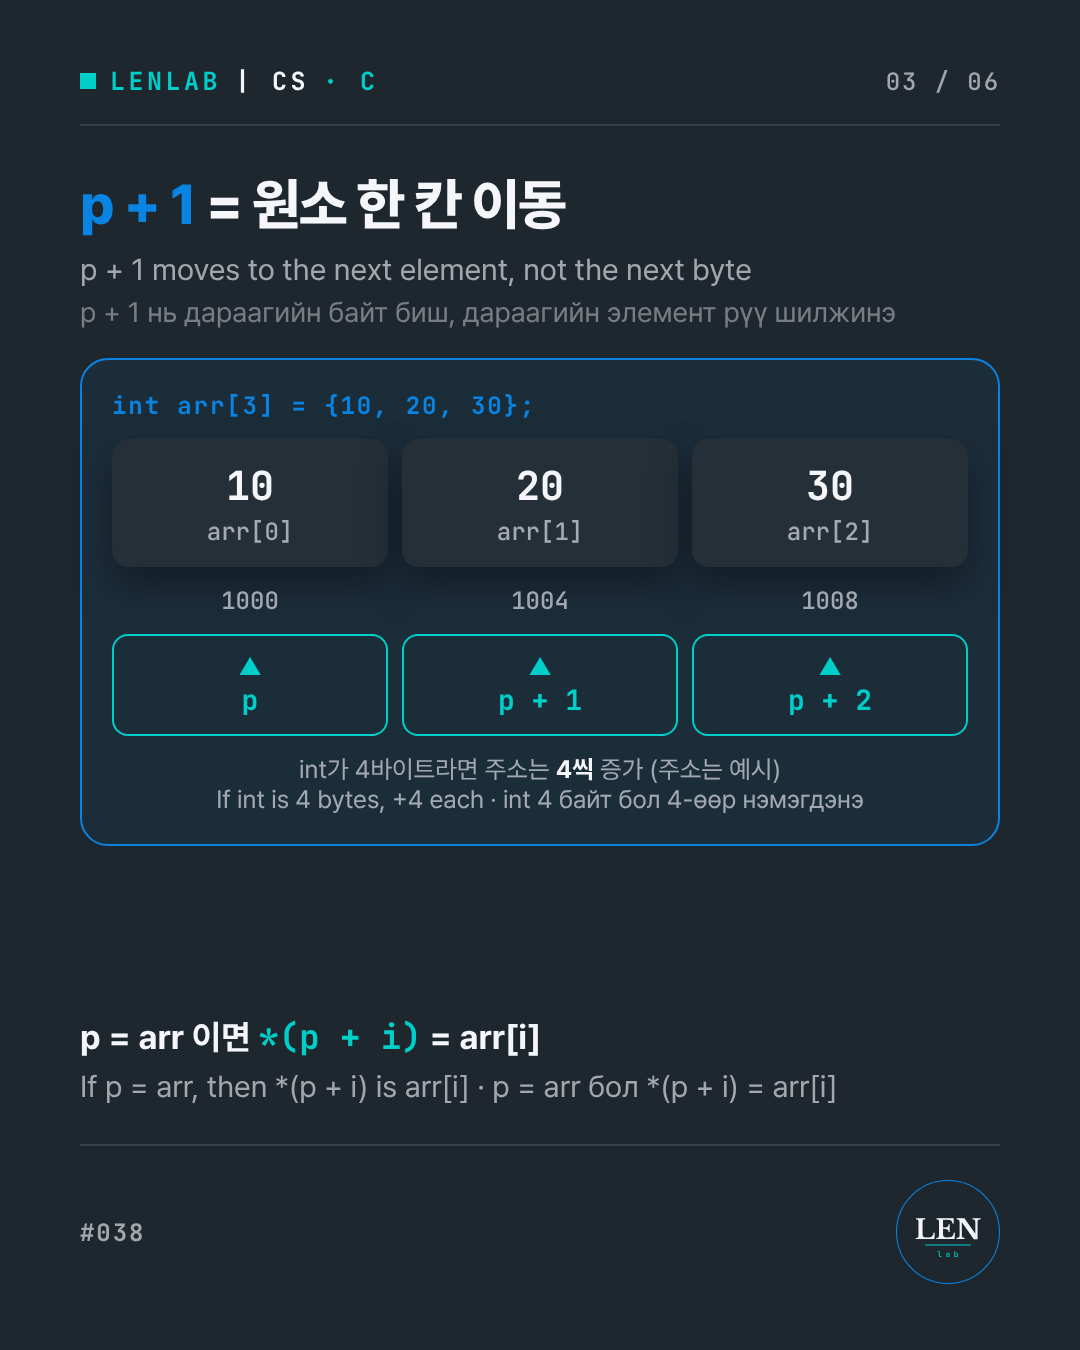 LENLAB | CS · C
03 / 06
p + 1 = 원소 한 칸 이동
p + 1 moves to the next element, not the next byte
p + 1 нь дараагийн байт биш, дараагийн элемент рүү шилжинэ
int arr[3] = {10, 20, 30};
10 20 30
arr[0] arr[1] arr[2]
1000 1004 1008
▲ ▲ ▲
p p + 1 p + 2
int가 4바이트라면 주소는 4씩 증가 (주소는 예시)
If int is 4 bytes, +4 each · int 4 байт бол 4-өөр нэмэгдэнэ
p = arr 이면 *(p + i) = arr[i]
If p = arr, then *(p + i) is arr[i] · p = arr бол *(p + i) = arr[i]
#038
LEN
lab